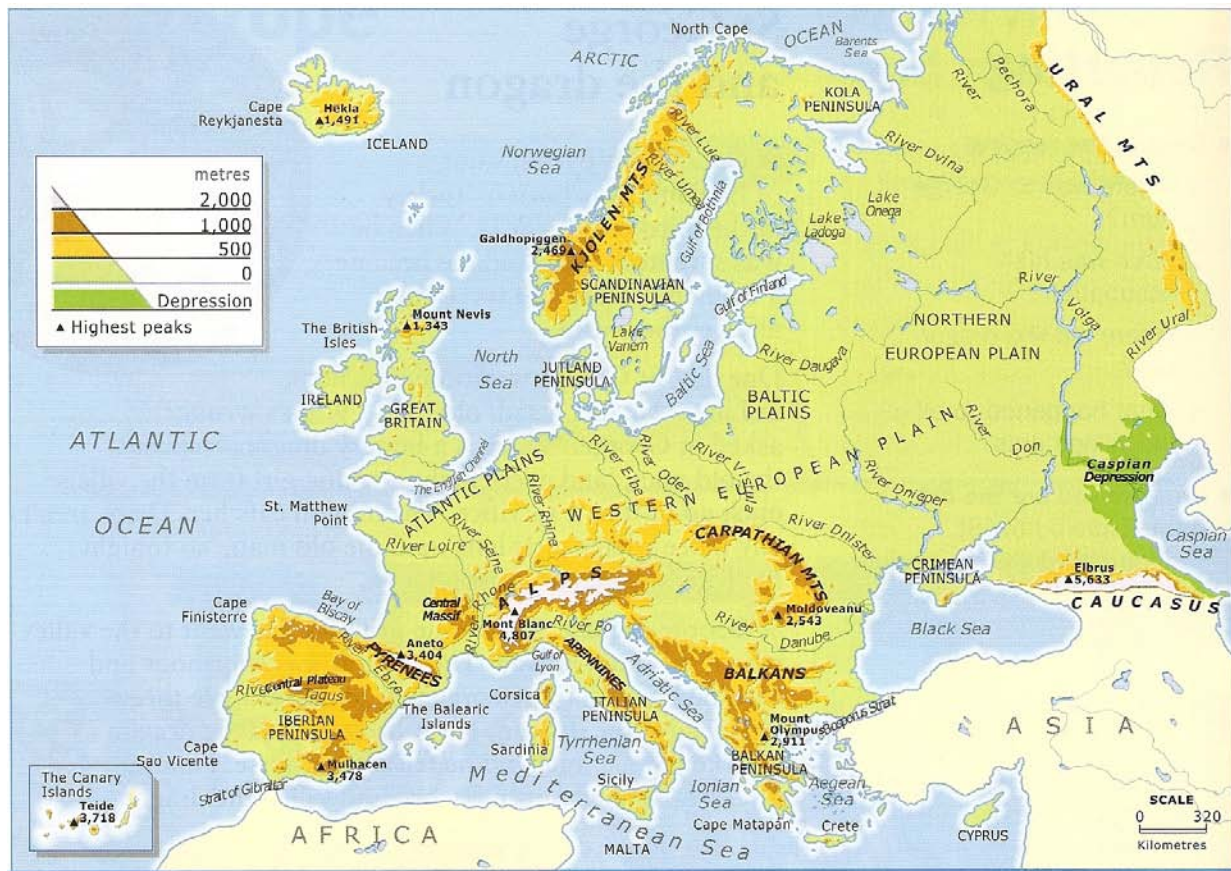 North Cape
OCEAN
Barents
Sea
ARCTIC
KOLA
PENINSULA
River
Pechora
URAL MTS
Cape
Reykjanesta
Hekla
1,491
ICELAND
Norwegian
Sea
River Lule
River Umea
River Dvina
Lake
Onega
Lake
Ladoga
metres
2,000
1,000
500
0
Depression
▲ Highest peaks
Galdhopiggen
2,469
KJOLEN MTS
Gulf of Bothnia
SCANDINAVIAN
PENINSULA
Gulf of Finland
Lake
Vanern
River
Volga
River Ural
The British
Isles
Mount Nevis
1,343
North
Sea
JUTLAND
PENINSULA
Baltic Sea
River Daugava
NORTHERN
EUROPEAN PLAIN
BALTIC
PLAINS
IRELAND
GREAT
BRITAIN
ATLANTIC
OCEAN
The English Channel
ATLANTIC PLAINS
River Rhine
River Elbe
River Oder
River Vistula
WESTERN EUROPEAN PLAIN
River
Don
River Dnieper
Caspian
Depression
Caspian
Sea
St. Matthew
Point
River Loire
River Seine
CARPATHIAN MTS
River Dnister
CRIMEAN
PENINSULA
Elbrus
5,633
CAUCASUS
Cape
Finisterre
Bay of
Biscay
Central
Massif
River Rhone
ALPS
Mont Blanc
4,807
River Po
Moldoveanu
2,543
River
Danube
Black Sea
Aneto
3,404
PYRENEES
River Ebro
Gulf of
Lyon
APENNINES
Adriatic Sea
BALKANS
River
Central Plateau
Tagus
IBERIAN
PENINSULA
The Balearic
Islands
Corsica
Sardinia
ITALIAN
PENINSULA
Tyrrhenian
Sea
Mount
Olympus
2,911
Bosporus Strait
BALKAN
PENINSULA
ASIA
Cape
Sao Vicente
Mulhacen
3,478
Strait of Gibraltar
Mediterranean Sea
Sicily
Ionian
Sea
Aegean
Sea
Cape Matapan
Crete
CYPRUS
MALTA
AFRICA
The Canary
Islands
Teide
3,718
SCALE
0 320
Kilometres